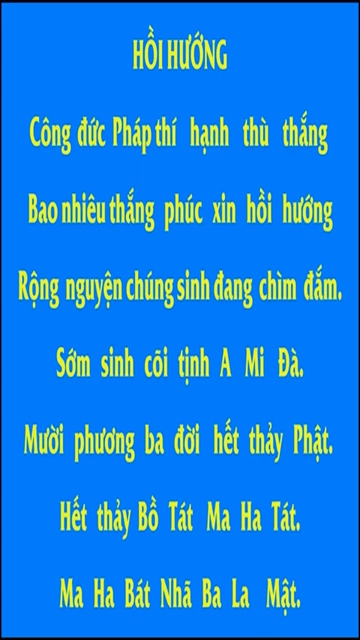 HỒI HƯỚNG
Công đức Pháp thí hạnh thù thắng
Bao nhiêu thắng phúc xin hồi hướng
Rộng nguyện chúng sinh đang chìm đắm.
Sớm sinh cõi tịnh A Mi Đà.
Mười phương ba đời hết thảy Phật.
Hết thảy Bồ Tát Ma Ha Tát.
Ma Ha Bát Nhã Ba La Mật.